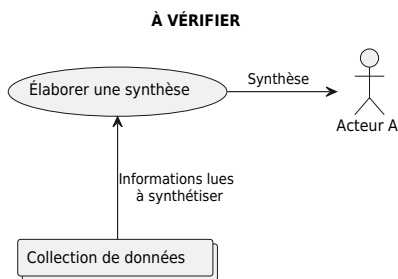 À VÉRIFIER
Élaborer une synthèse
Synthèse
Acteur A
Informations lues
à synthétiser
Collection de données